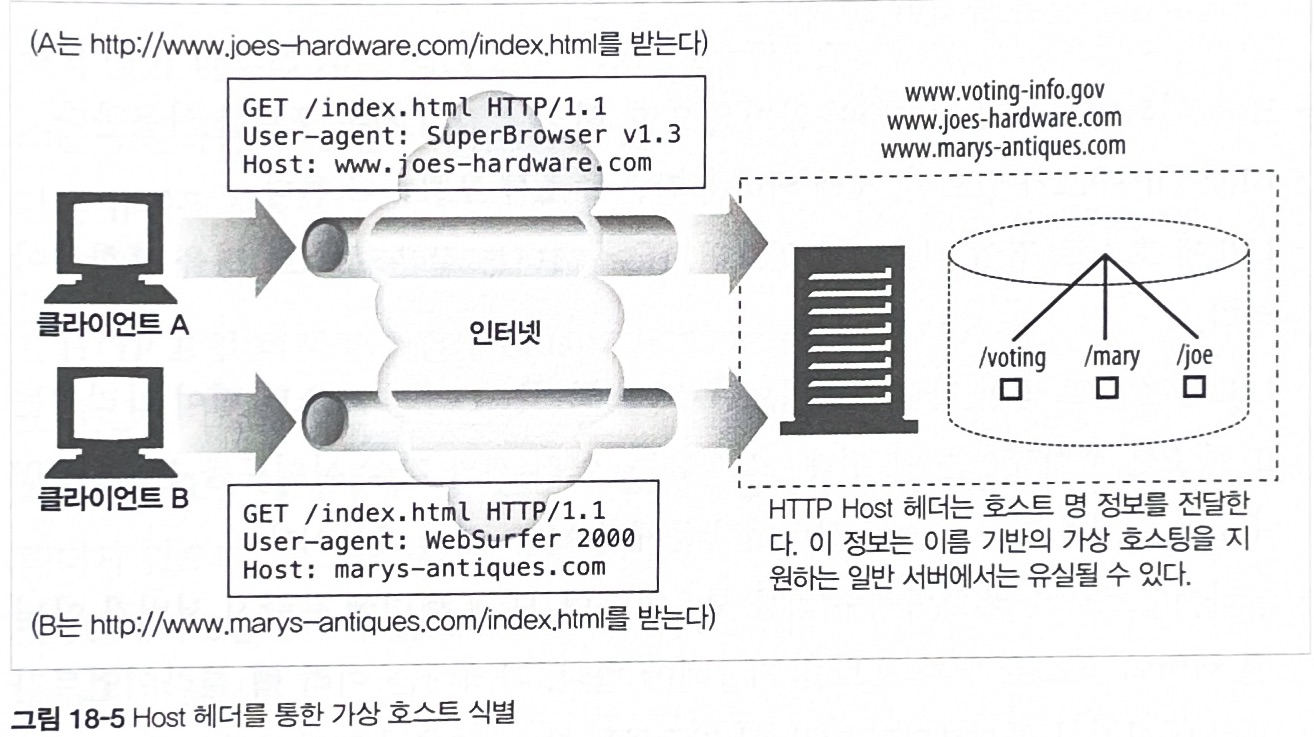 (A는 http://www.joes-hardware.com/index.html를 받는다)
GET /index.html HTTP/1.1
User-agent: SuperBrowser v1.3
Host: www.joes-hardware.com
www.voting-info.gov
www.joes-hardware.com
www.marys-antiques.com
클라이언트 A
인터넷
/voting /mary /joe
클라이언트 B
GET /index.html HTTP/1.1
User-agent: WebSurfer 2000
Host: marys-antiques.com
HTTP Host 헤더는 호스트 명 정보를 전달한
다. 이 정보는 이름 기반의 가상 호스팅을 지
원하는 일반 서버에서는 유실될 수 있다.
(B는 http://www.marys-antiques.com/index.html를 받는다)
그림 18-5 Host 헤더를 통한 가상 호스트 식별